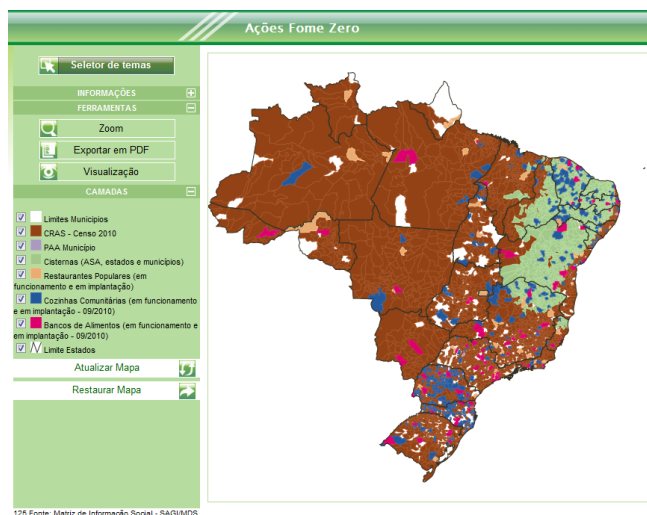 Ações Fome Zero
Seletor de temas
INFORMAÇÕES
FERRAMENTAS
Zoom
Exportar em PDF
Visualização
CAMADAS
Limites Municipios
CRAS - Censo 2010
PAA Município
Cisternas (ASA, estados e municípios)
Restaurantes Populares (em
funcionamento e em implantação)
Cozinhas Comunitárias (em funcionamento
e em implantação - 09/2010)
Bancos de Alimentos (em funcionamento e
em implantação - 09/2010)
Limite Estados
Atualizar Mapa
Restaurar Mapa
125 Fonte: Matriz de Informação Social - SAGI/MDS